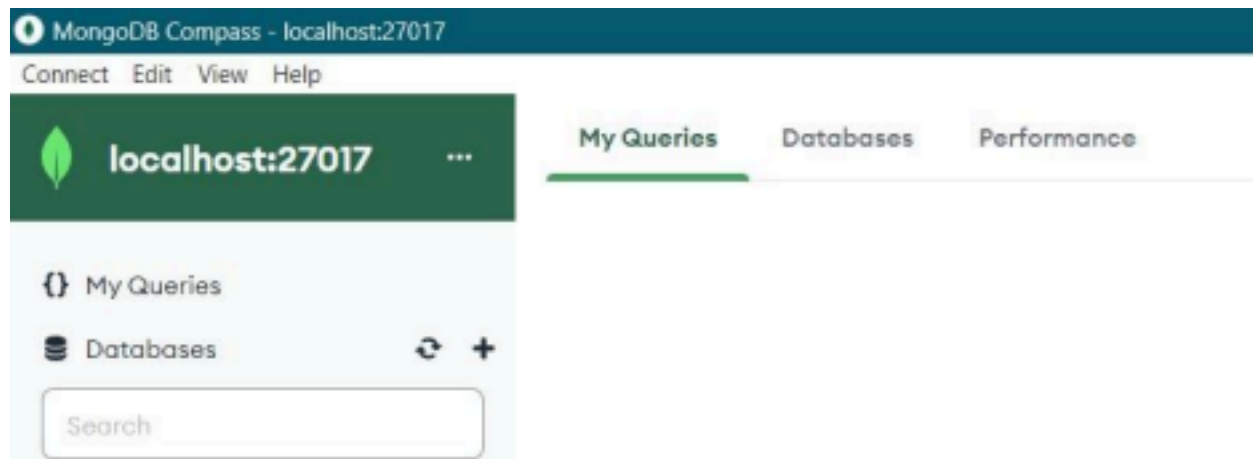 MongoDB Compass - localhost:27017
Connect Edit View Help
localhost:27017 ...
My Queries Databases Performance
{} My Queries
Databases
Search